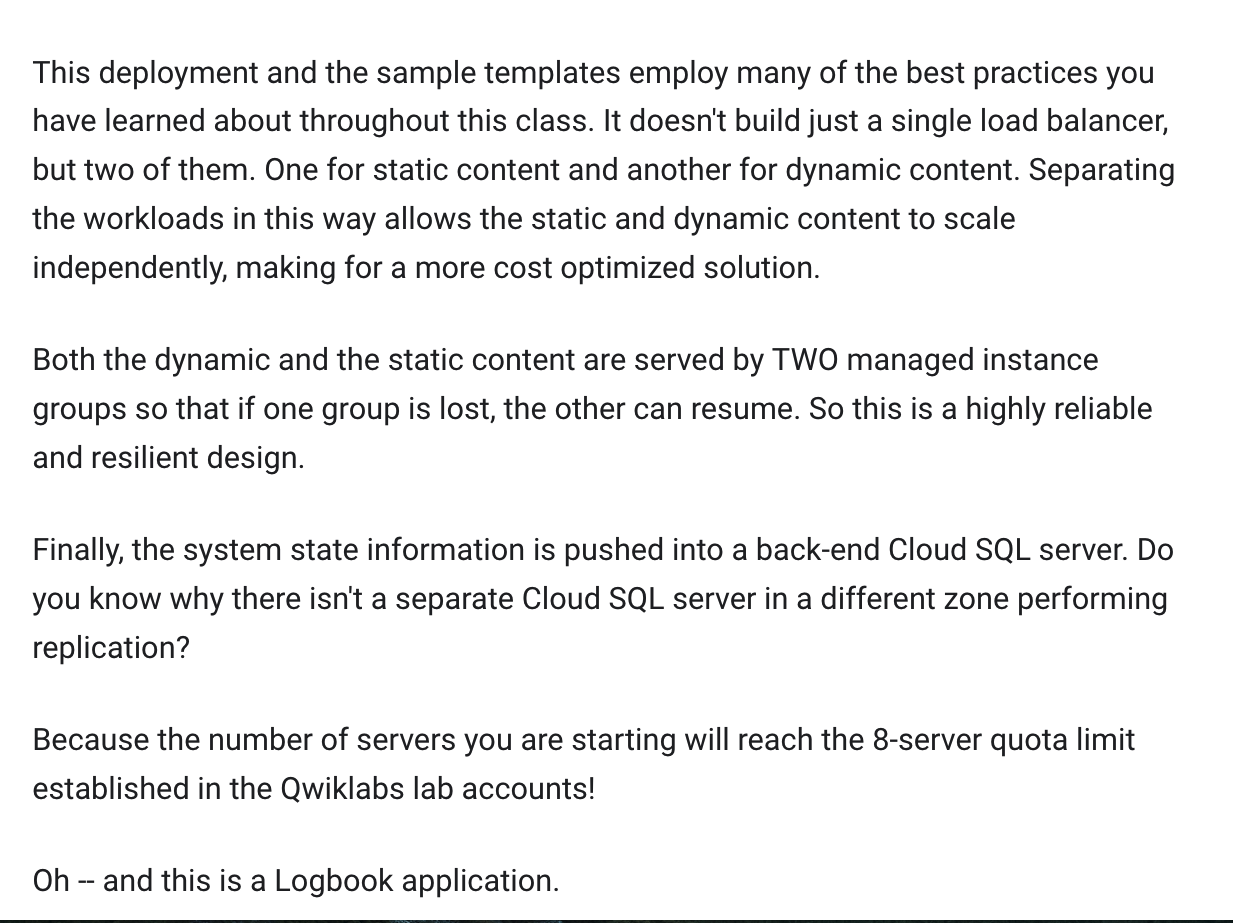 This deployment and the sample templates employ many of the best practices you
have learned about throughout this class. It doesn't build just a single load balancer,
but two of them. One for static content and another for dynamic content. Separating
the workloads in this way allows the static and dynamic content to scale
independently, making for a more cost optimized solution.
Both the dynamic and the static content are served by TWO managed instance
groups so that if one group is lost, the other can resume. So this is a highly reliable
and resilient design.
Finally, the system state information is pushed into a back-end Cloud SQL server. Do
you know why there isn't a separate Cloud SQL server in a different zone performing
replication?
Because the number of servers you are starting will reach the 8-server quota limit
established in the Qwiklabs lab accounts!
Oh -- and this is a Logbook application.